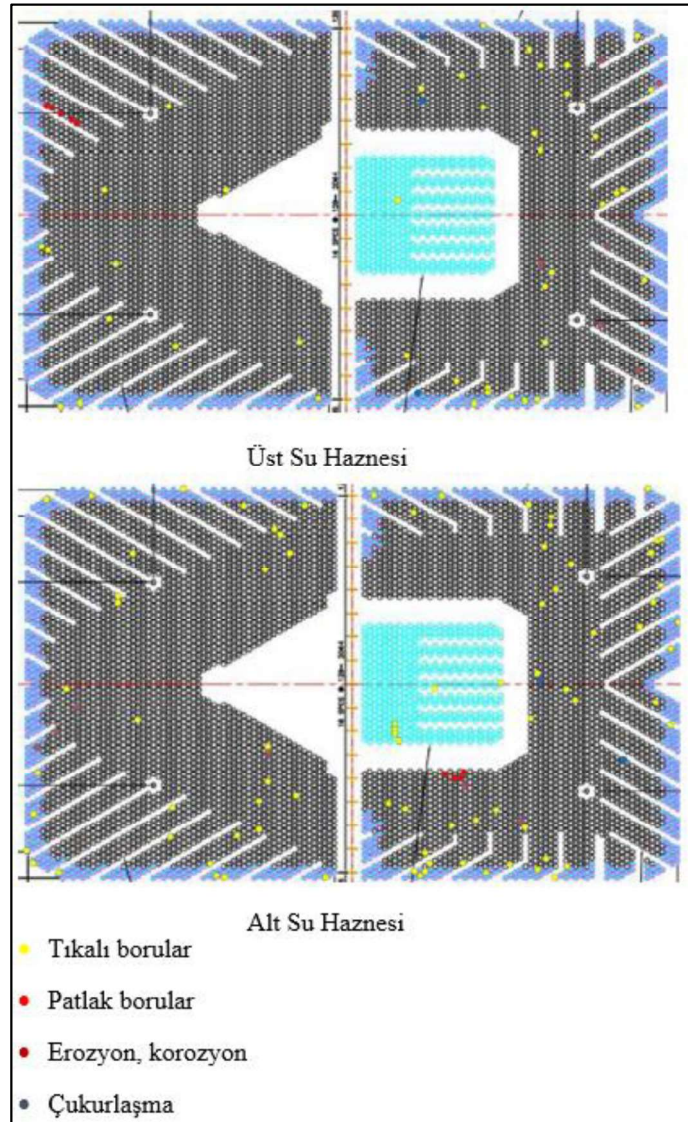 Üst Su Haznesi
Alt Su Haznesi
Tıkalı borular
Patlak borular
Erozyon, korozyon
Çukurlaşma